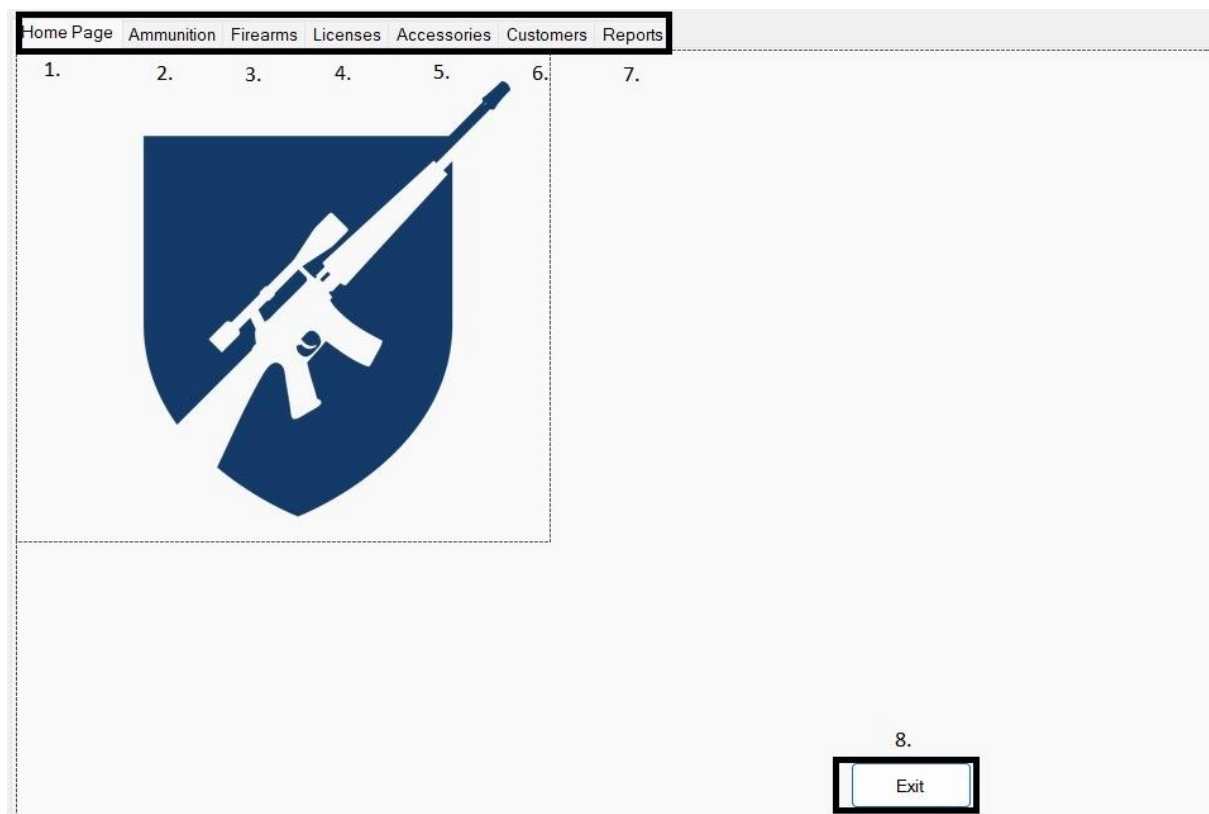 Home Page Ammunition Firearms Licenses Accessories Customers Reports
1. 2. 3. 4. 5. 6. 7.
8.
Exit